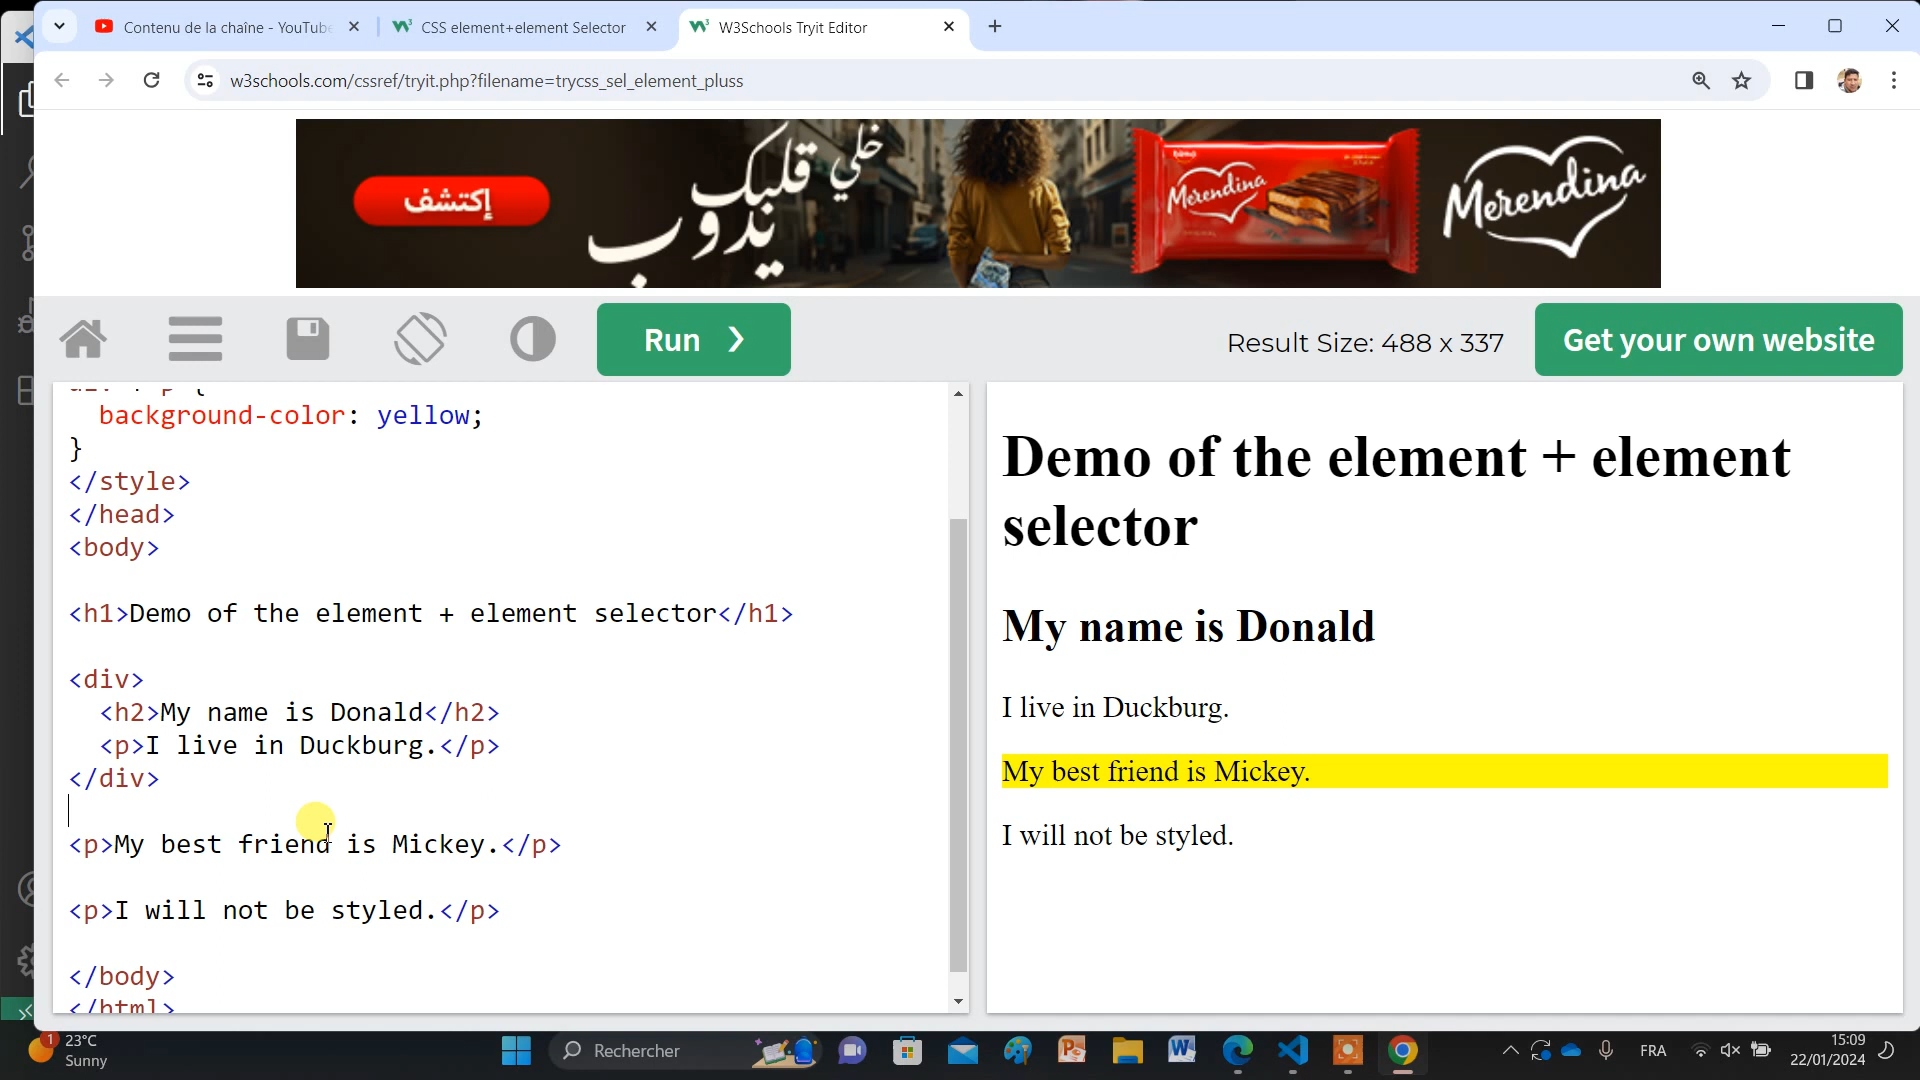 Contenu de la chaîne - YouTube
CSS element+element Selector
W3Schools Tryit Editor
w3schools.com/cssref/tryit.php?filename=trycss_sel_element_pluss
إكتشف
خلي قلبك
يذوب
Merendina
Merendina
Run ❯
Result Size: 488 x 337
Get your own website
div + p {
background-color: yellow;
}
</style>
</head>
<body>
<h1>Demo of the element + element selector</h1>
<div>
<h2>My name is Donald</h2>
<p>I live in Duckburg.</p>
</div>
<p>My best friend is Mickey.</p>
<p>I will not be styled.</p>
</body>
</html>
Demo of the element + element
selector
My name is Donald
I live in Duckburg.
My best friend is Mickey.
I will not be styled.
1
23°C
Sunny
Rechercher
FRA
15:09
22/01/2024